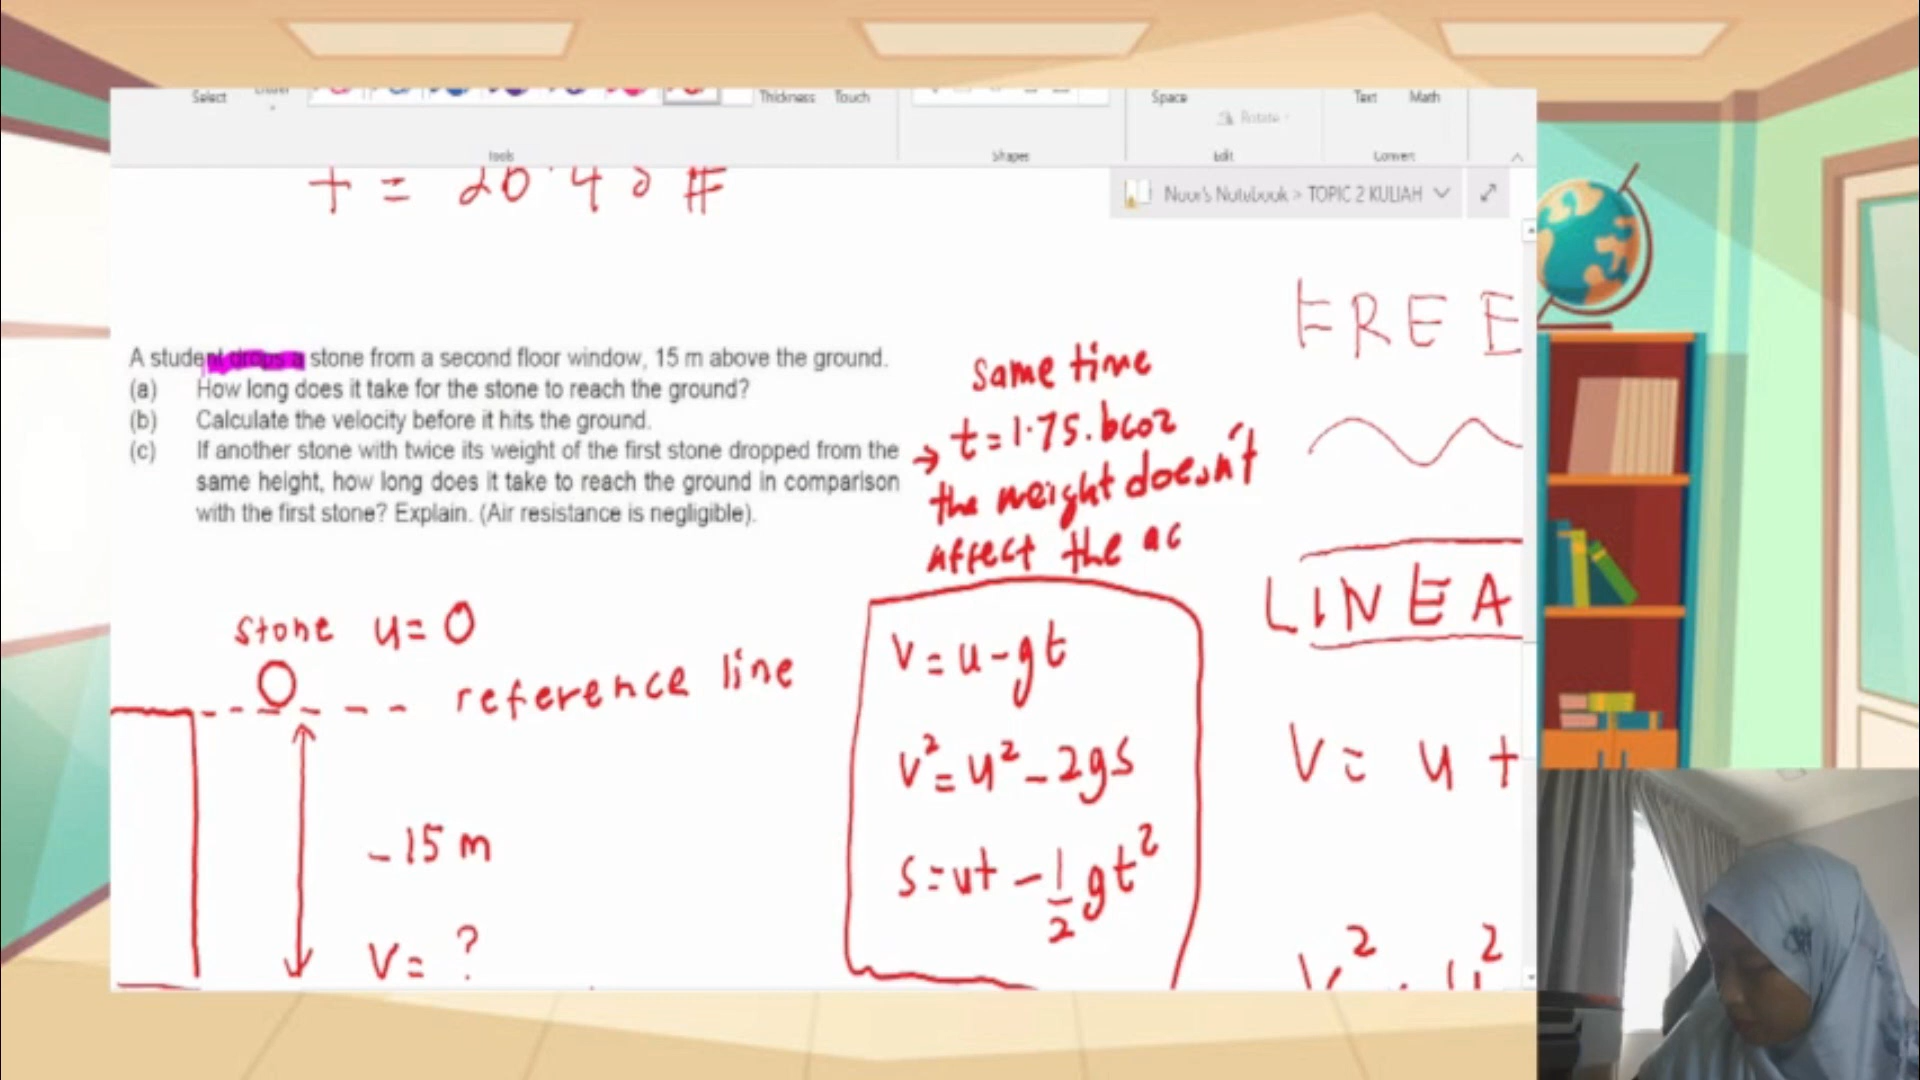 Select
Thickness
Touch
Space
Text
Math
Rotate
Tools
Shapes
Edit
Convert
Noor's Notebook > TOPIC 2 KULIAH
t = 20.40 #
FREE
A student drops a stone from a second floor window, 15 m above the ground.
(a) How long does it take for the stone to reach the ground?
(b) Calculate the velocity before it hits the ground.
(c) If another stone with twice its weight of the first stone dropped from the
same height, how long does it take to reach the ground in comparison
with the first stone? Explain. (Air resistance is negligible).
same time
→ t = 1.75. bcoz
the weight doesn't
affect the ac
LINEA
stone u = 0
reference line
-15 m
V = ?
V = u - gt
V² = u² - 2gs
s = ut - 1/2 gt²
V = u +